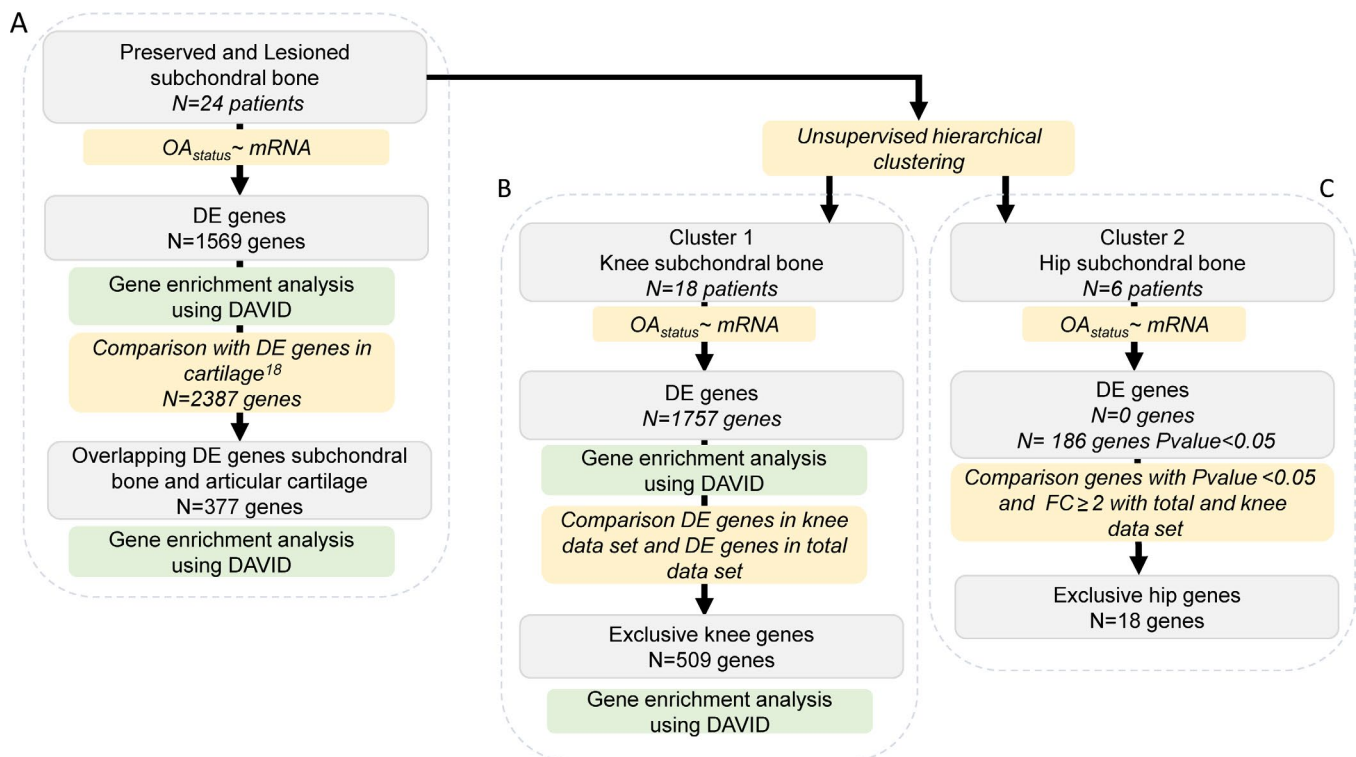 A
Preserved and Lesioned
subchondral bone
N=24 patients
OAstatus~ mRNA
DE genes
N=1569 genes
Gene enrichment analysis
using DAVID
Comparison with DE genes in
cartilage18
N=2387 genes
Overlapping DE genes subchondral
bone and articular cartilage
N=377 genes
Gene enrichment analysis
using DAVID
Unsupervised hierarchical
clustering
B
Cluster 1
Knee subchondral bone
N=18 patients
OAstatus~ mRNA
DE genes
N=1757 genes
Gene enrichment analysis
using DAVID
Comparison DE genes in knee
data set and DE genes in total
data set
Exclusive knee genes
N=509 genes
Gene enrichment analysis
using DAVID
C
Cluster 2
Hip subchondral bone
N=6 patients
OAstatus~ mRNA
DE genes
N=0 genes
N= 186 genes Pvalue<0.05
Comparison genes with Pvalue <0.05
and FC ≥ 2 with total and knee
data set
Exclusive hip genes
N=18 genes